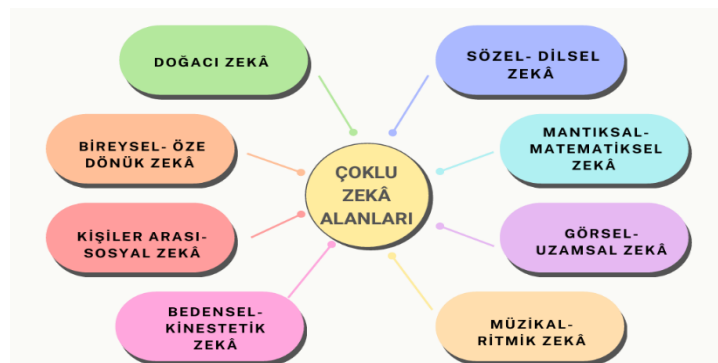 DOĞACI ZEKÂ
SÖZEL- DİLSEL
ZEKÂ
BİREYSEL- ÖZE
DÖNÜK ZEKÂ
MANTIKSAL-
MATEMATİKSEL
ZEKÂ
ÇOKLU
ZEKÂ
ALANLARI
KİŞİLER ARASI-
SOSYAL ZEKÂ
GÖRSEL-
UZAMSAL ZEKÂ
BEDENSEL-
KİNESTETİK
ZEKÂ
MÜZİKAL-
RİTMİK ZEKÂ